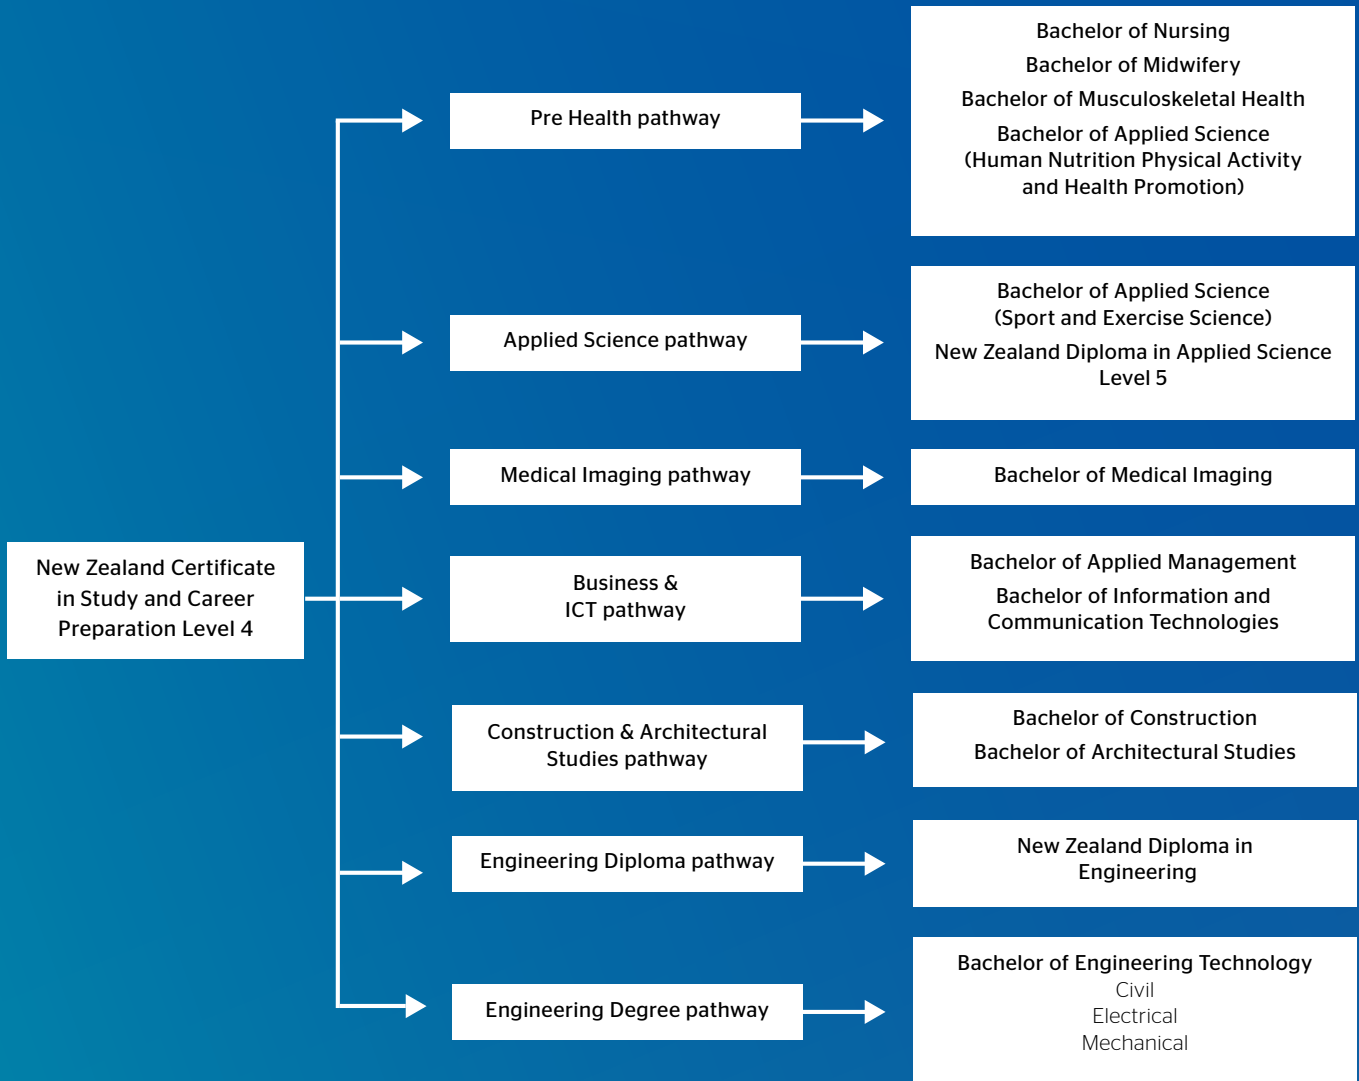 New Zealand Certificate
in Study and Career
Preparation Level 4
Pre Health pathway
Bachelor of Nursing
Bachelor of Midwifery
Bachelor of Musculoskeletal Health
Bachelor of Applied Science
(Human Nutrition Physical Activity
and Health Promotion)
Applied Science pathway
Bachelor of Applied Science
(Sport and Exercise Science)
New Zealand Diploma in Applied Science
Level 5
Medical Imaging pathway
Bachelor of Medical Imaging
Business &
ICT pathway
Bachelor of Applied Management
Bachelor of Information and
Communication Technologies
Construction & Architectural
Studies pathway
Bachelor of Construction
Bachelor of Architectural Studies
Engineering Diploma pathway
New Zealand Diploma in
Engineering
Engineering Degree pathway
Bachelor of Engineering Technology
Civil
Electrical
Mechanical